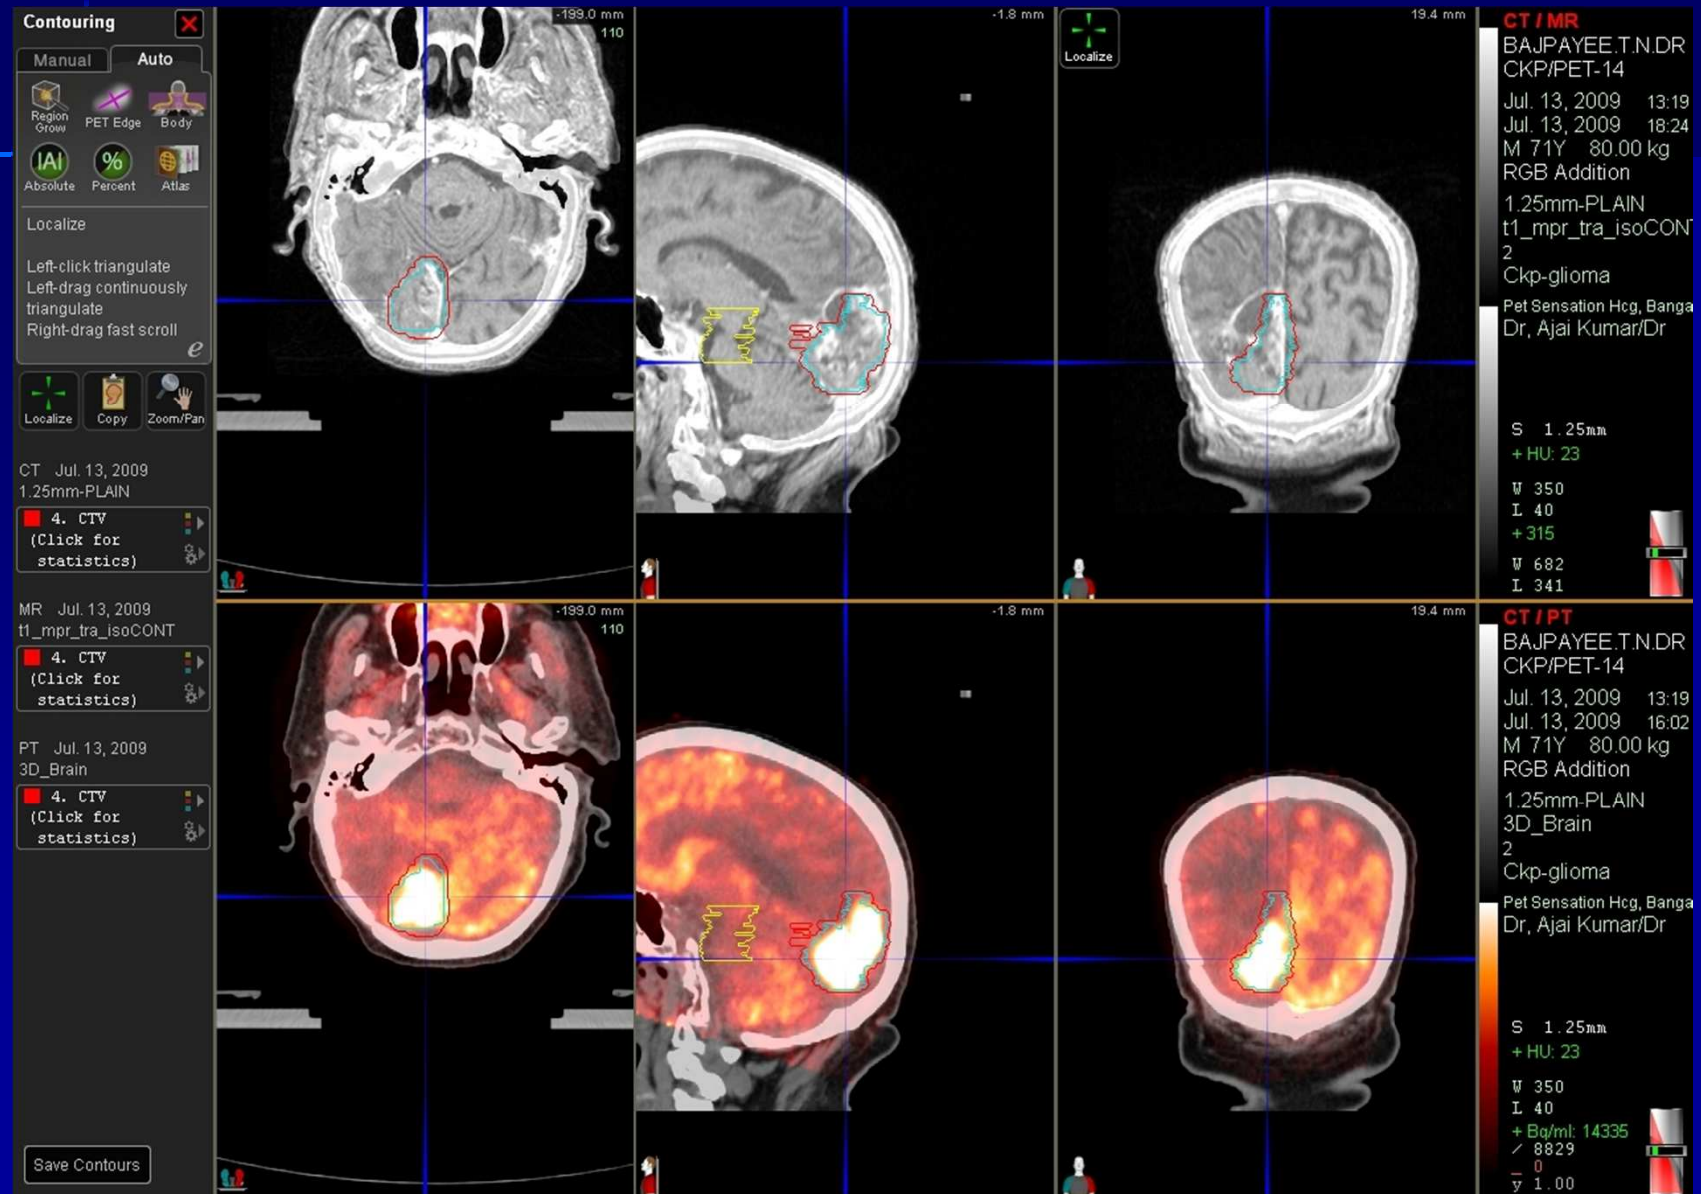 Contouring
Manual
Auto
Region Grow
PET Edge
Body
IAI
%
Absolute
Percent
Atlas
Localize
Left-click triangulate
Left-drag continuously
triangulate
Right-drag fast scroll
e
Localize
Copy
Zoom/Pan
CT Jul. 13, 2009
1.25mm-PLAIN
4. CTV
(Click for
statistics)
MR Jul. 13, 2009
t1_mpr_tra_isoCONT
4. CTV
(Click for
statistics)
PT Jul. 13, 2009
3D_Brain
4. CTV
(Click for
statistics)
Save Contours
-199.0 mm
110
-1.8 mm
Localize
19.4 mm
CT / MR
BAJPAYEE.T.N.DR
CKP/PET-14
Jul. 13, 2009 13:19
Jul. 13, 2009 18:24
M 71Y 80.00 kg
RGB Addition
1.25mm-PLAIN
t1_mpr_tra_isoCON
2
Ckp-glioma
Pet Sensation Hcg, Banga
Dr, Ajai Kumar/Dr
S 1.25mm
+ HU: 23
W 350
L 40
+ 315
W 682
L 341
-199.0 mm
110
-1.8 mm
19.4 mm
CT / PT
BAJPAYEE.T.N.DR
CKP/PET-14
Jul. 13, 2009 13:19
Jul. 13, 2009 16:02
M 71Y 80.00 kg
RGB Addition
1.25mm-PLAIN
3D_Brain
2
Ckp-glioma
Pet Sensation Hcg, Banga
Dr, Ajai Kumar/Dr
S 1.25mm
+ HU: 23
W 350
L 40
+ Bq/ml: 14335
/ 8829
_ 0
y 1.00